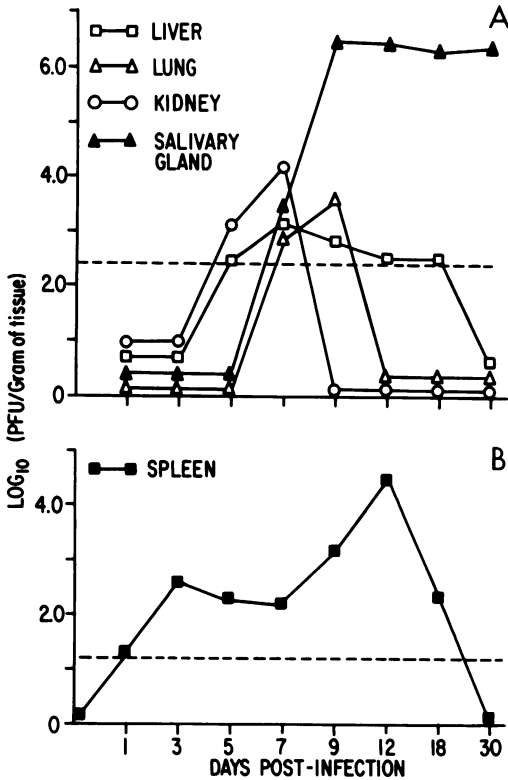 A
LIVER
LUNG
KIDNEY
SALIVARY
GLAND
6.0
4.0
2.0
0
LOG10 (PFU/Gram of tissue)
B
SPLEEN
4.0
2.0
0
1 3 5 7 9 12 18 30
DAYS POST-INFECTION